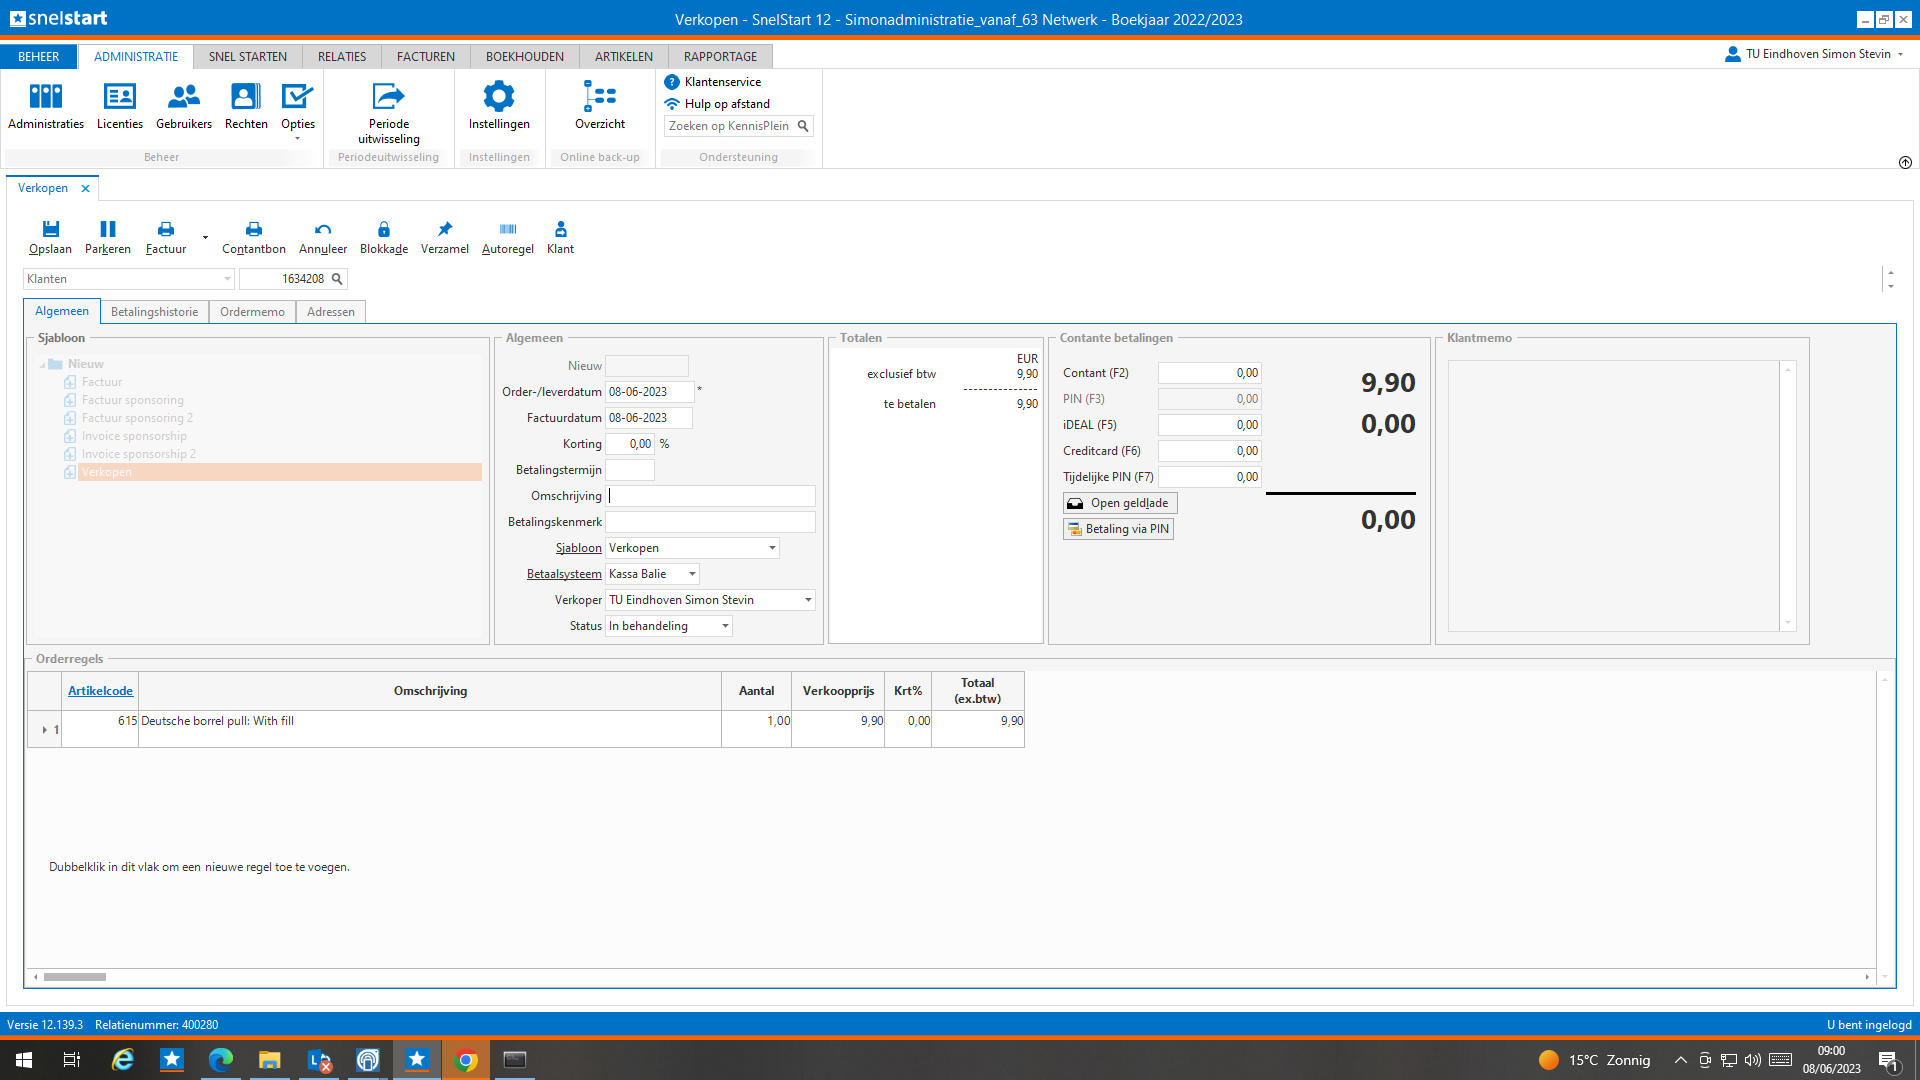 snelstart
Verkopen - SnelStart 12 - Simonadministratie_vanaf_63 Netwerk - Boekjaar 2022/2023
BEHEER ADMINISTRATIE SNEL STARTEN RELATIES FACTUREN BOEKHOUDEN ARTIKELEN RAPPORTAGE
TU Eindhoven Simon Stevin
Administraties Licenties Gebruikers Rechten Opties
Periode uitwisseling
Instellingen
Overzicht
Klantenservice
Hulp op afstand
Zoeken op KennisPlein
Beheer Periodeuitwisseling Instellingen Online back-up Ondersteuning
Verkopen
Opslaan Parkeren Factuur Contantbon Annuleer Blokkade Verzamel Autoregel Klant
Klanten 1634208
Algemeen Betalingshistorie Ordermemo Adressen
Sjabloon
Nieuw
Factuur
Factuur sponsoring
Factuur sponsoring 2
Invoice sponsorship
Invoice sponsorship 2
Verkopen
Algemeen
Nieuw
Order-/leverdatum 08-06-2023 *
Factuurdatum 08-06-2023
Korting 0,00 %
Betalingstermijn
Omschrijving
Betalingskenmerk
Sjabloon Verkopen
Betaalsysteem Kassa Balie
Verkoper TU Eindhoven Simon Stevin
Status In behandeling
Totalen
EUR
exclusief btw 9,90
te betalen 9,90
Contante betalingen
Contant (F2) 0,00
PIN (F3) 0,00
iDEAL (F5) 0,00
Creditcard (F6) 0,00
Tijdelijke PIN (F7) 0,00
Open geldlade
Betaling via PIN
9,90
0,00
0,00
Klantmemo
Orderregels
Artikelcode Omschrijving Aantal Verkoopprijs Krt% Totaal (ex.btw)
1 615 Deutsche borrel pull: With fill 1,00 9,90 0,00 9,90
Dubbelklik in dit vlak om een nieuwe regel toe te voegen.
Versie 12.139.3 Relatienummer: 400280
U bent ingelogd
15°C Zonnig
09:00
08/06/2023
1